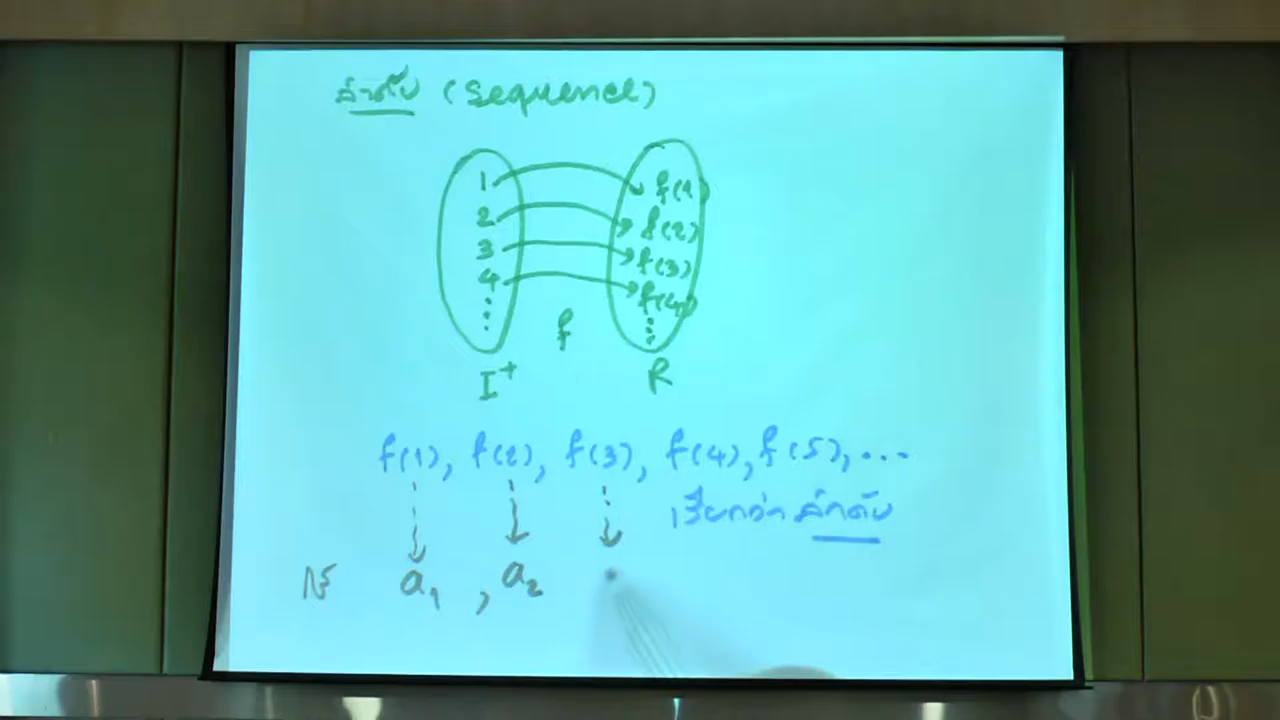 ลำดับ (Sequence)
1 f(1)
2 f(2)
3 f(3)
4 f(4)
⋮ ⋮
f
I⁺ R
f(1), f(2), f(3), f(4), f(5), ...
เรียกว่า ลำดับ
a₁ , a₂